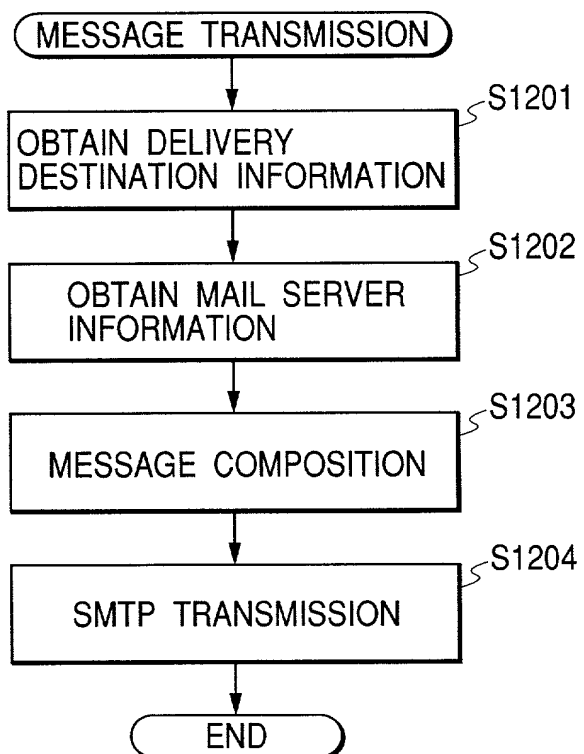 MESSAGE TRANSMISSION
S1201
OBTAIN DELIVERY
DESTINATION INFORMATION
S1202
OBTAIN MAIL SERVER
INFORMATION
S1203
MESSAGE COMPOSITION
S1204
SMTP TRANSMISSION
END